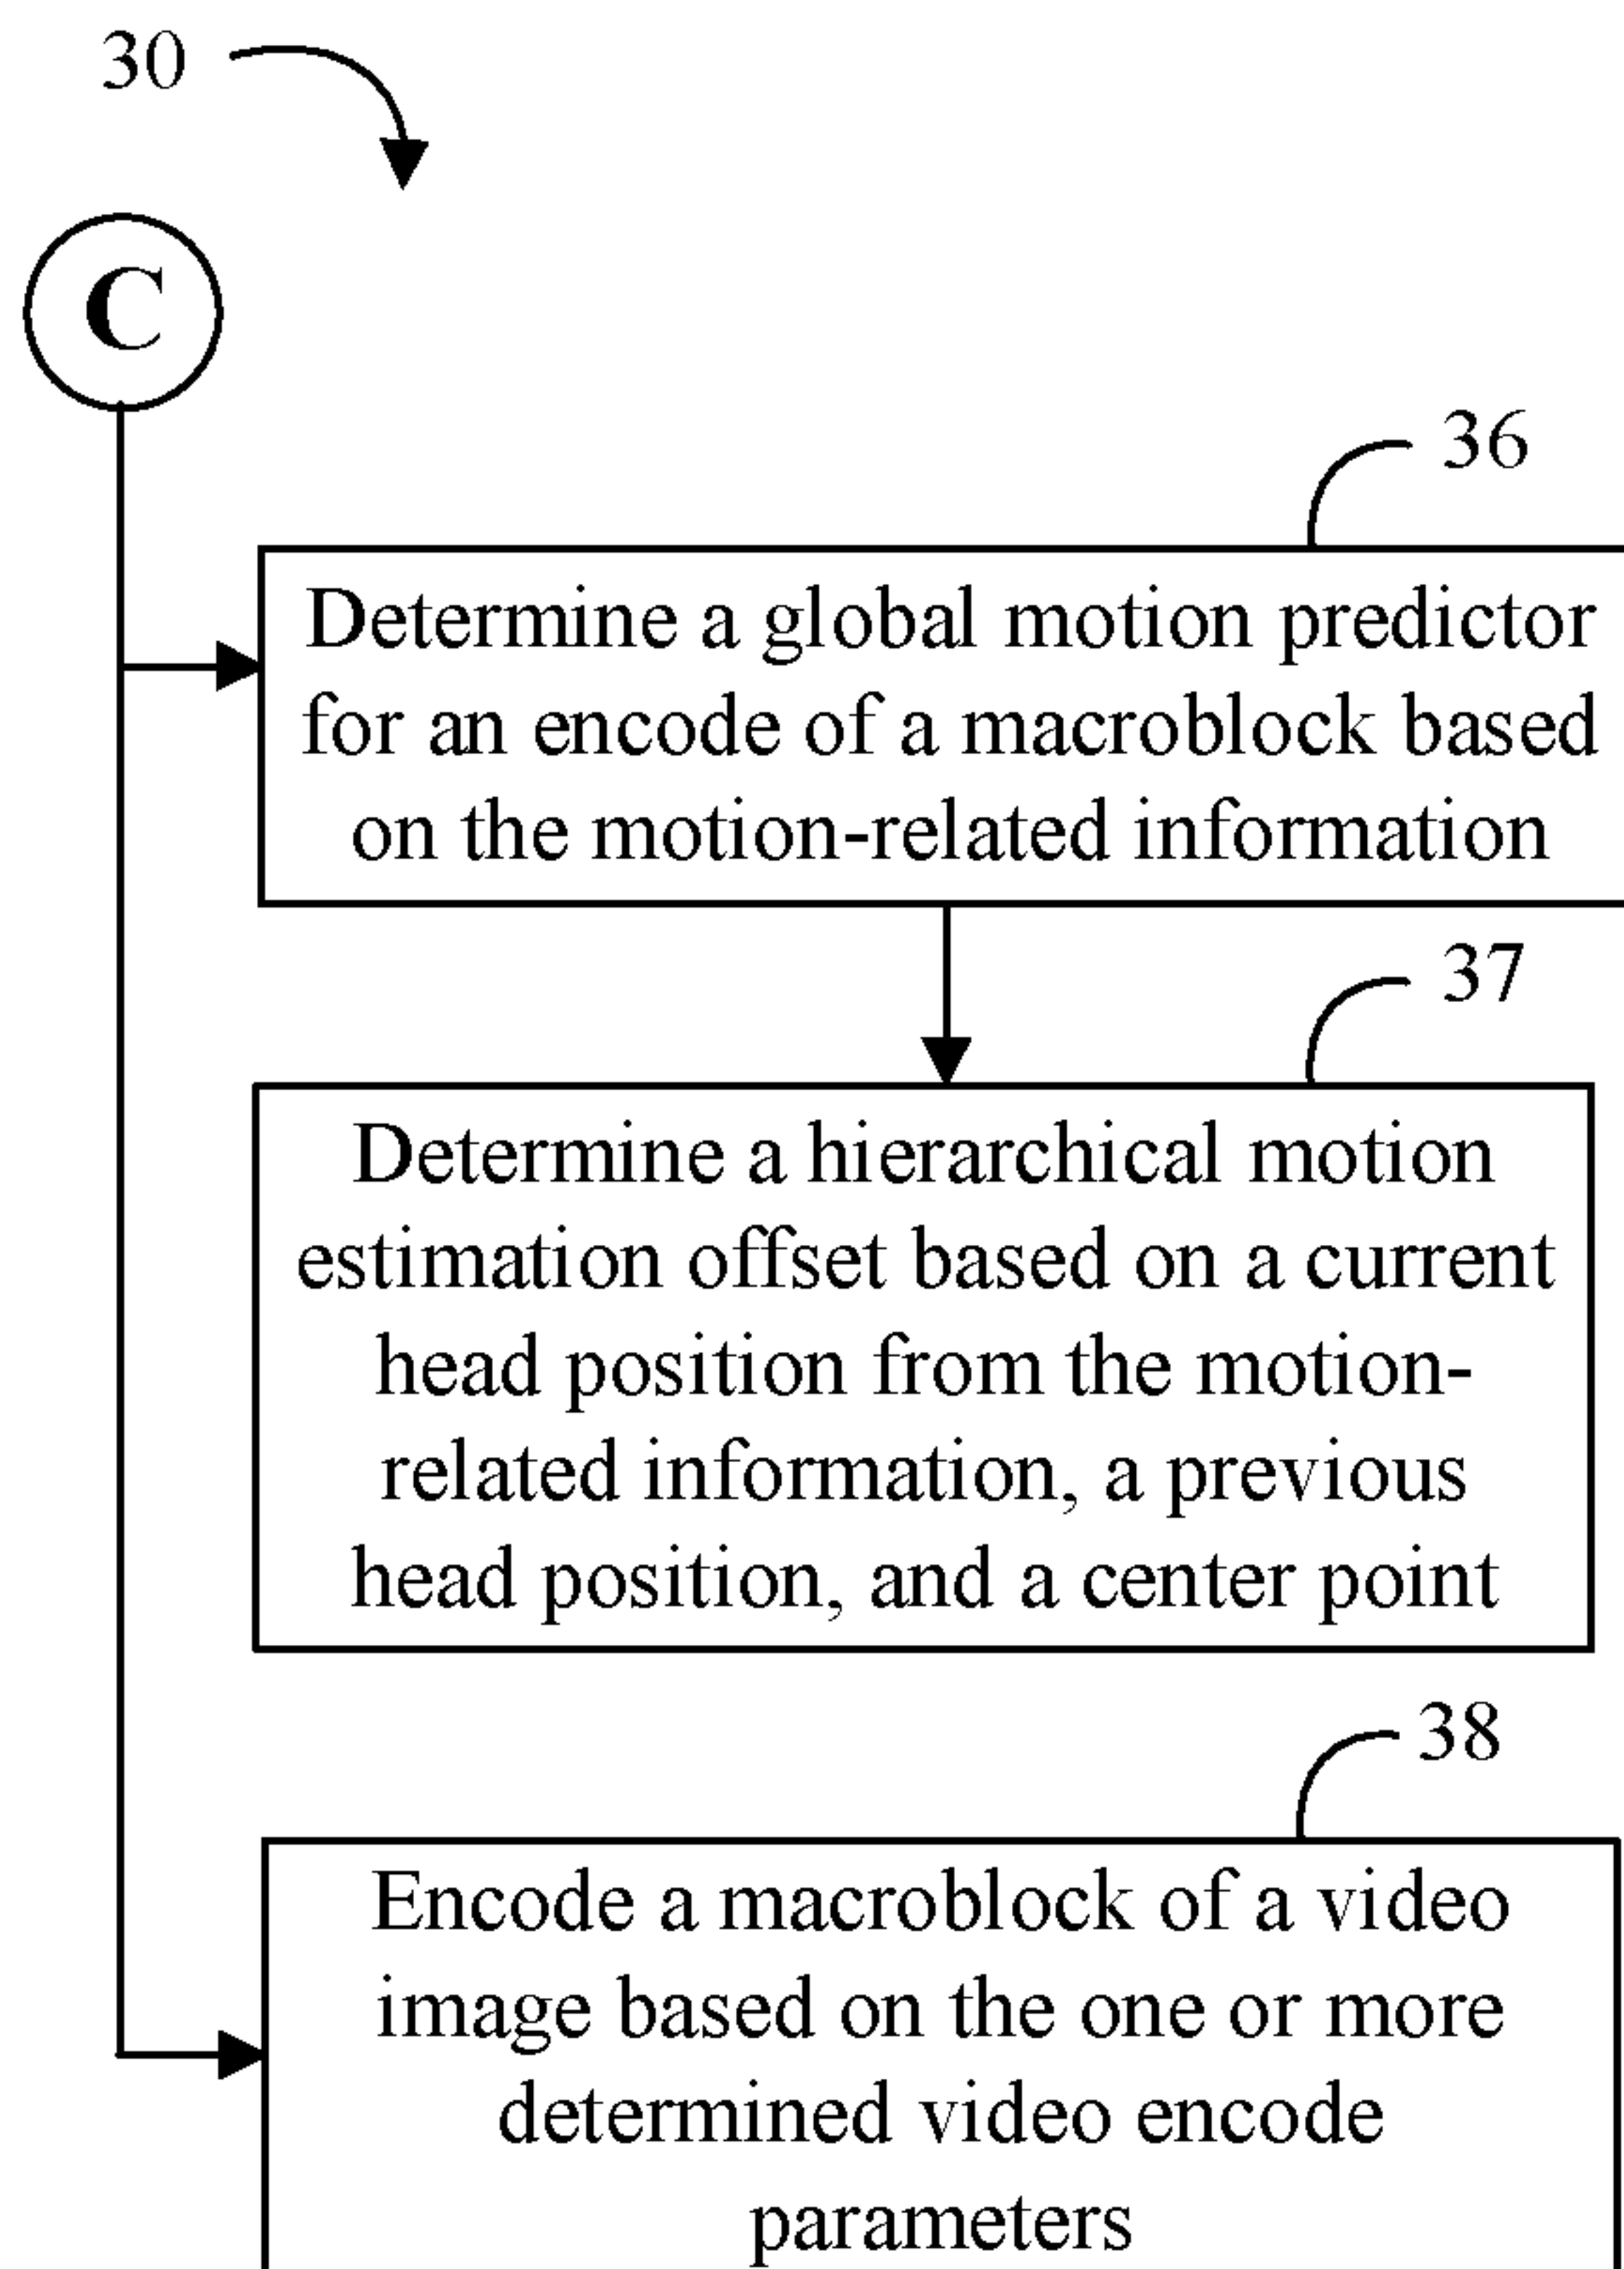 30
C
36
Determine a global motion predictor
for an encode of a macroblock based
on the motion-related information
37
Determine a hierarchical motion
estimation offset based on a current
head position from the motion-
related information, a previous
head position, and a center point
38
Encode a macroblock of a video
image based on the one or more
determined video encode
parameters